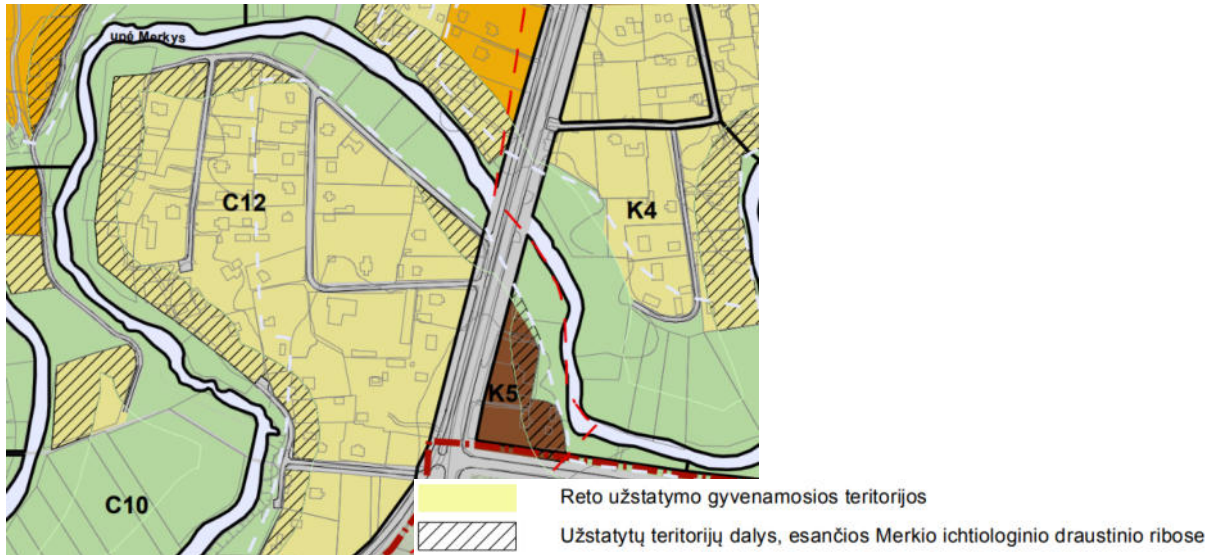 upė Merkys
C12
K4
K5
C10
Reto užstatymo gyvenamosios teritorijos
Užstatytų teritorijų dalys, esančios Merkio ichtiologinio draustinio ribose